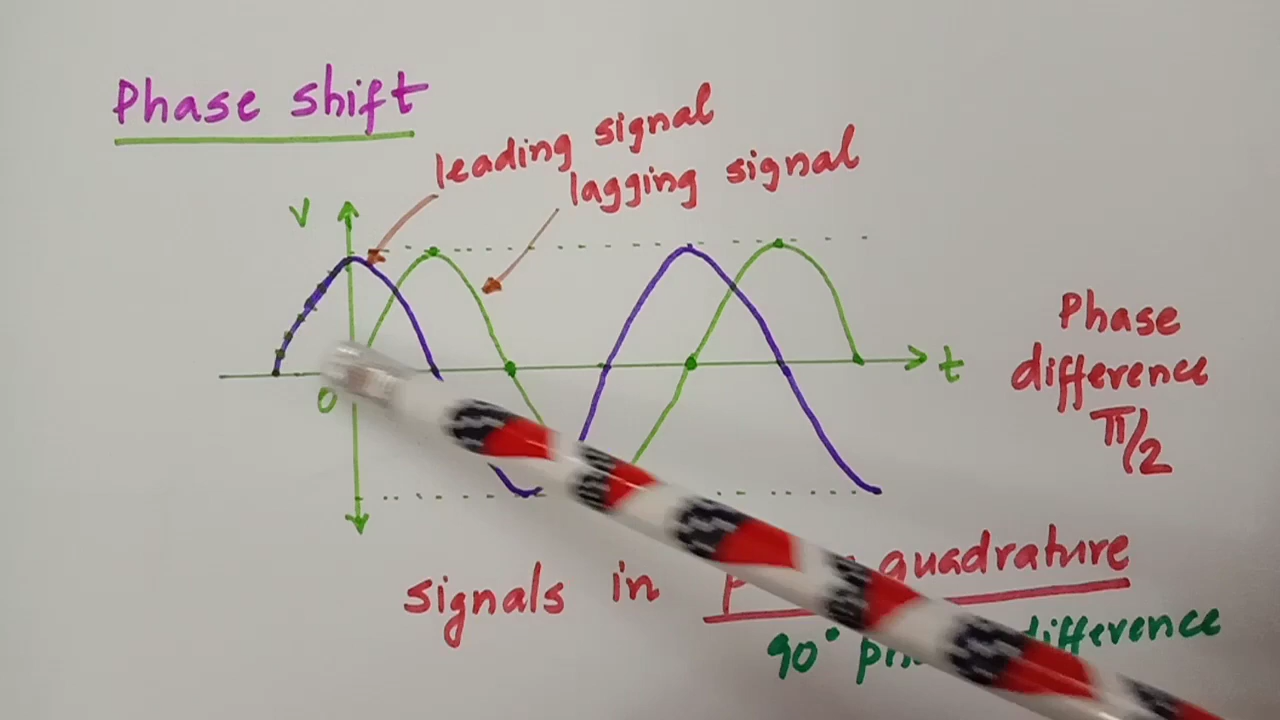 Phase shift
leading signal
lagging signal
V
t
0
Phase
difference
π/2
signals in quadrature
90° difference